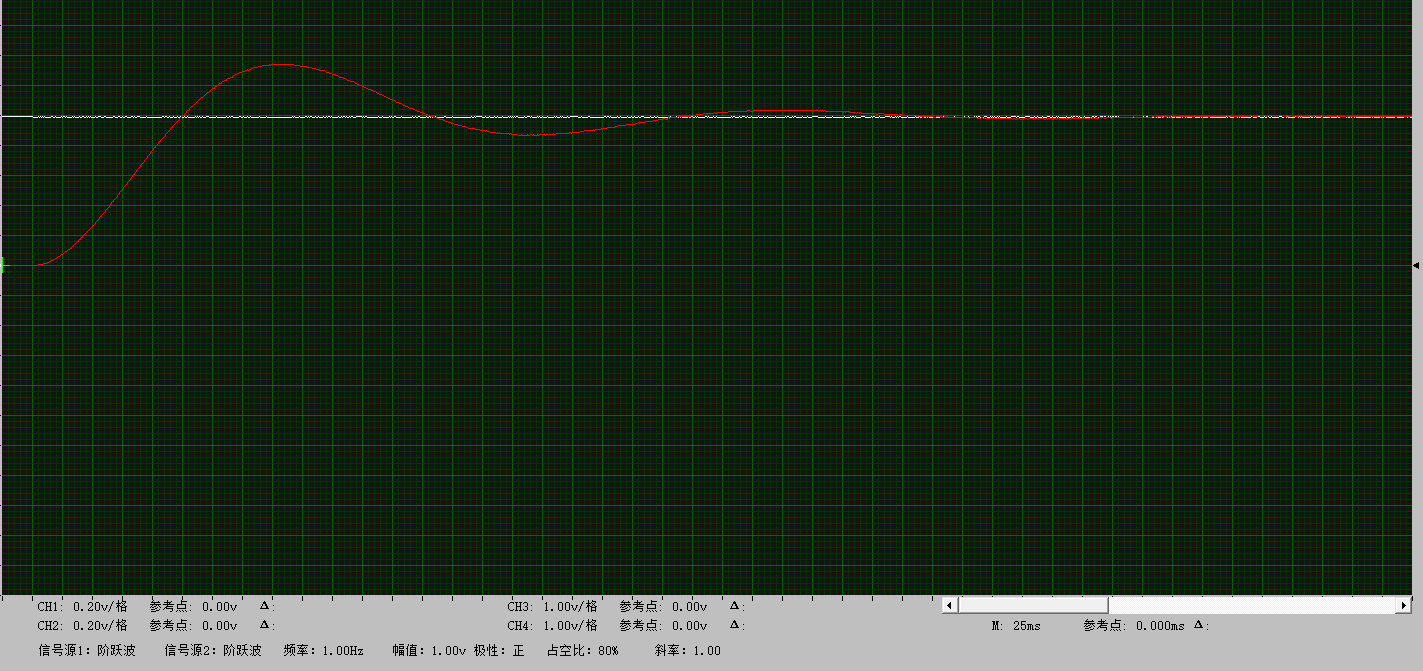 CH1: 0.20v/格 参考点: 0.00v Δ: CH3: 1.00v/格 参考点: 0.00v Δ:
CH2: 0.20v/格 参考点: 0.00v Δ: CH4: 1.00v/格 参考点: 0.00v Δ: M: 25ms 参考点: 0.000ms Δ:
信号源1: 阶跃波 信号源2: 阶跃波 频率: 1.00Hz 幅值: 1.00v 极性: 正 占空比: 80% 斜率: 1.00